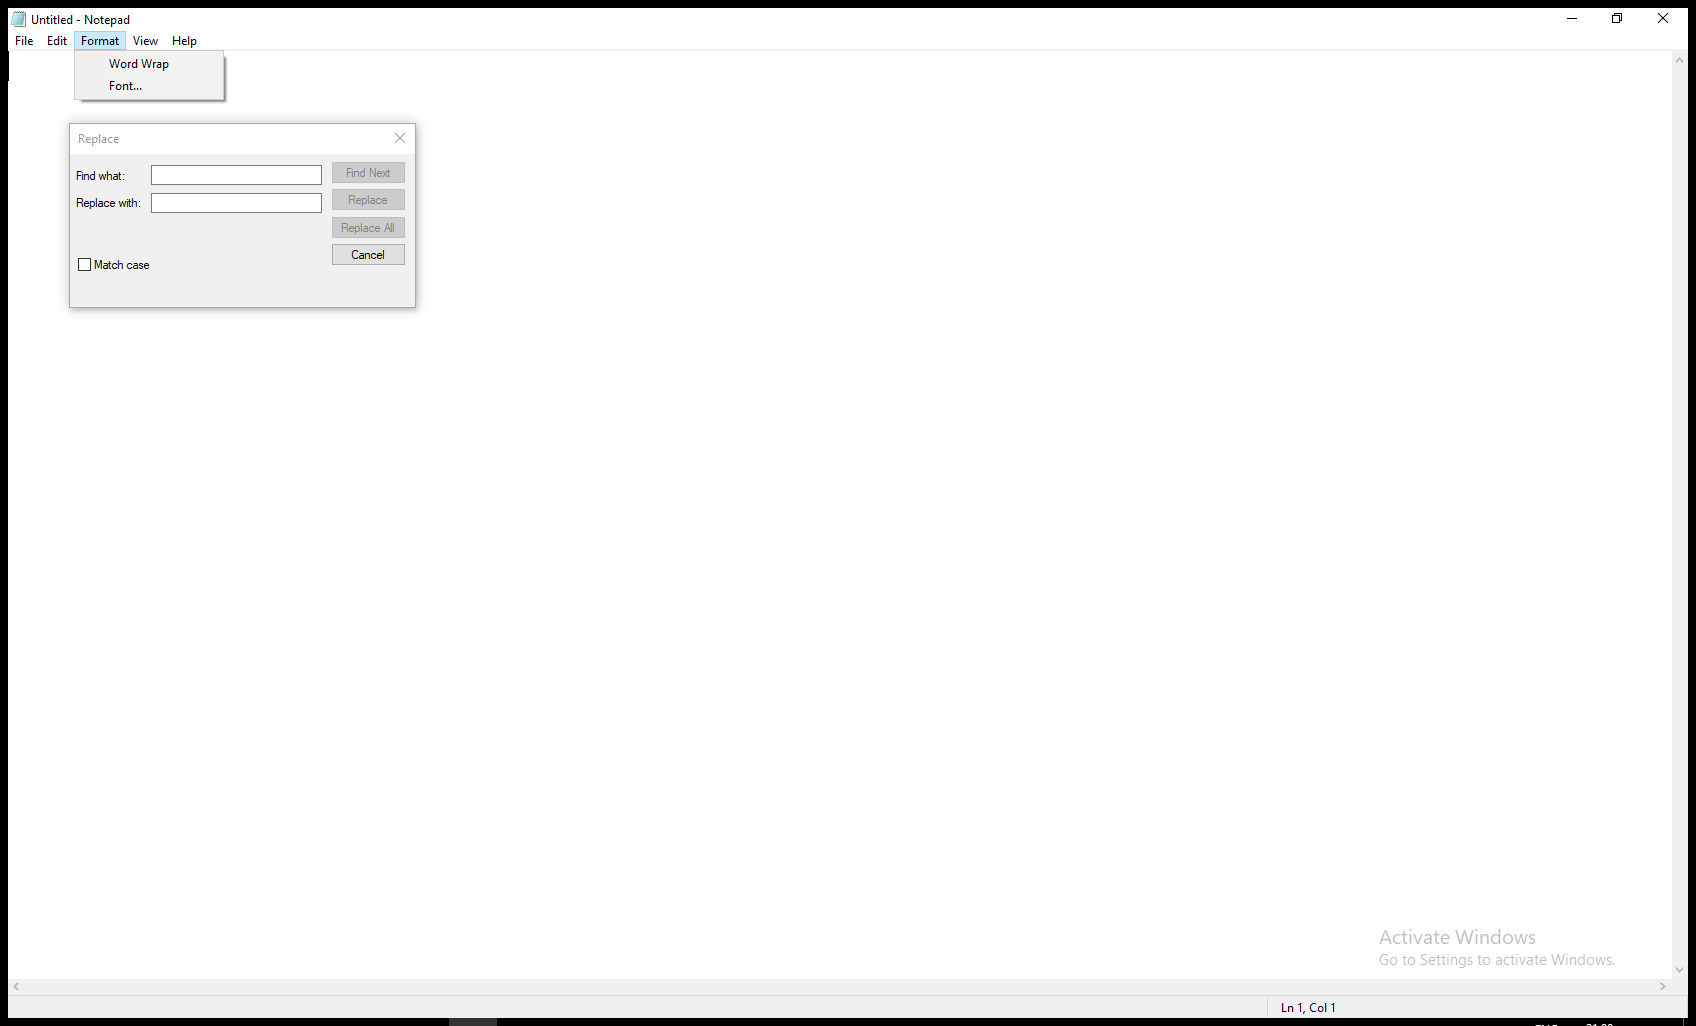 Untitled - Notepad
File Edit Format View Help
Word Wrap
Font...
Replace
Find what:
Find Next
Replace with:
Replace
Replace All
Cancel
Match case
Activate Windows
Go to Settings to activate Windows.
Ln 1, Col 1